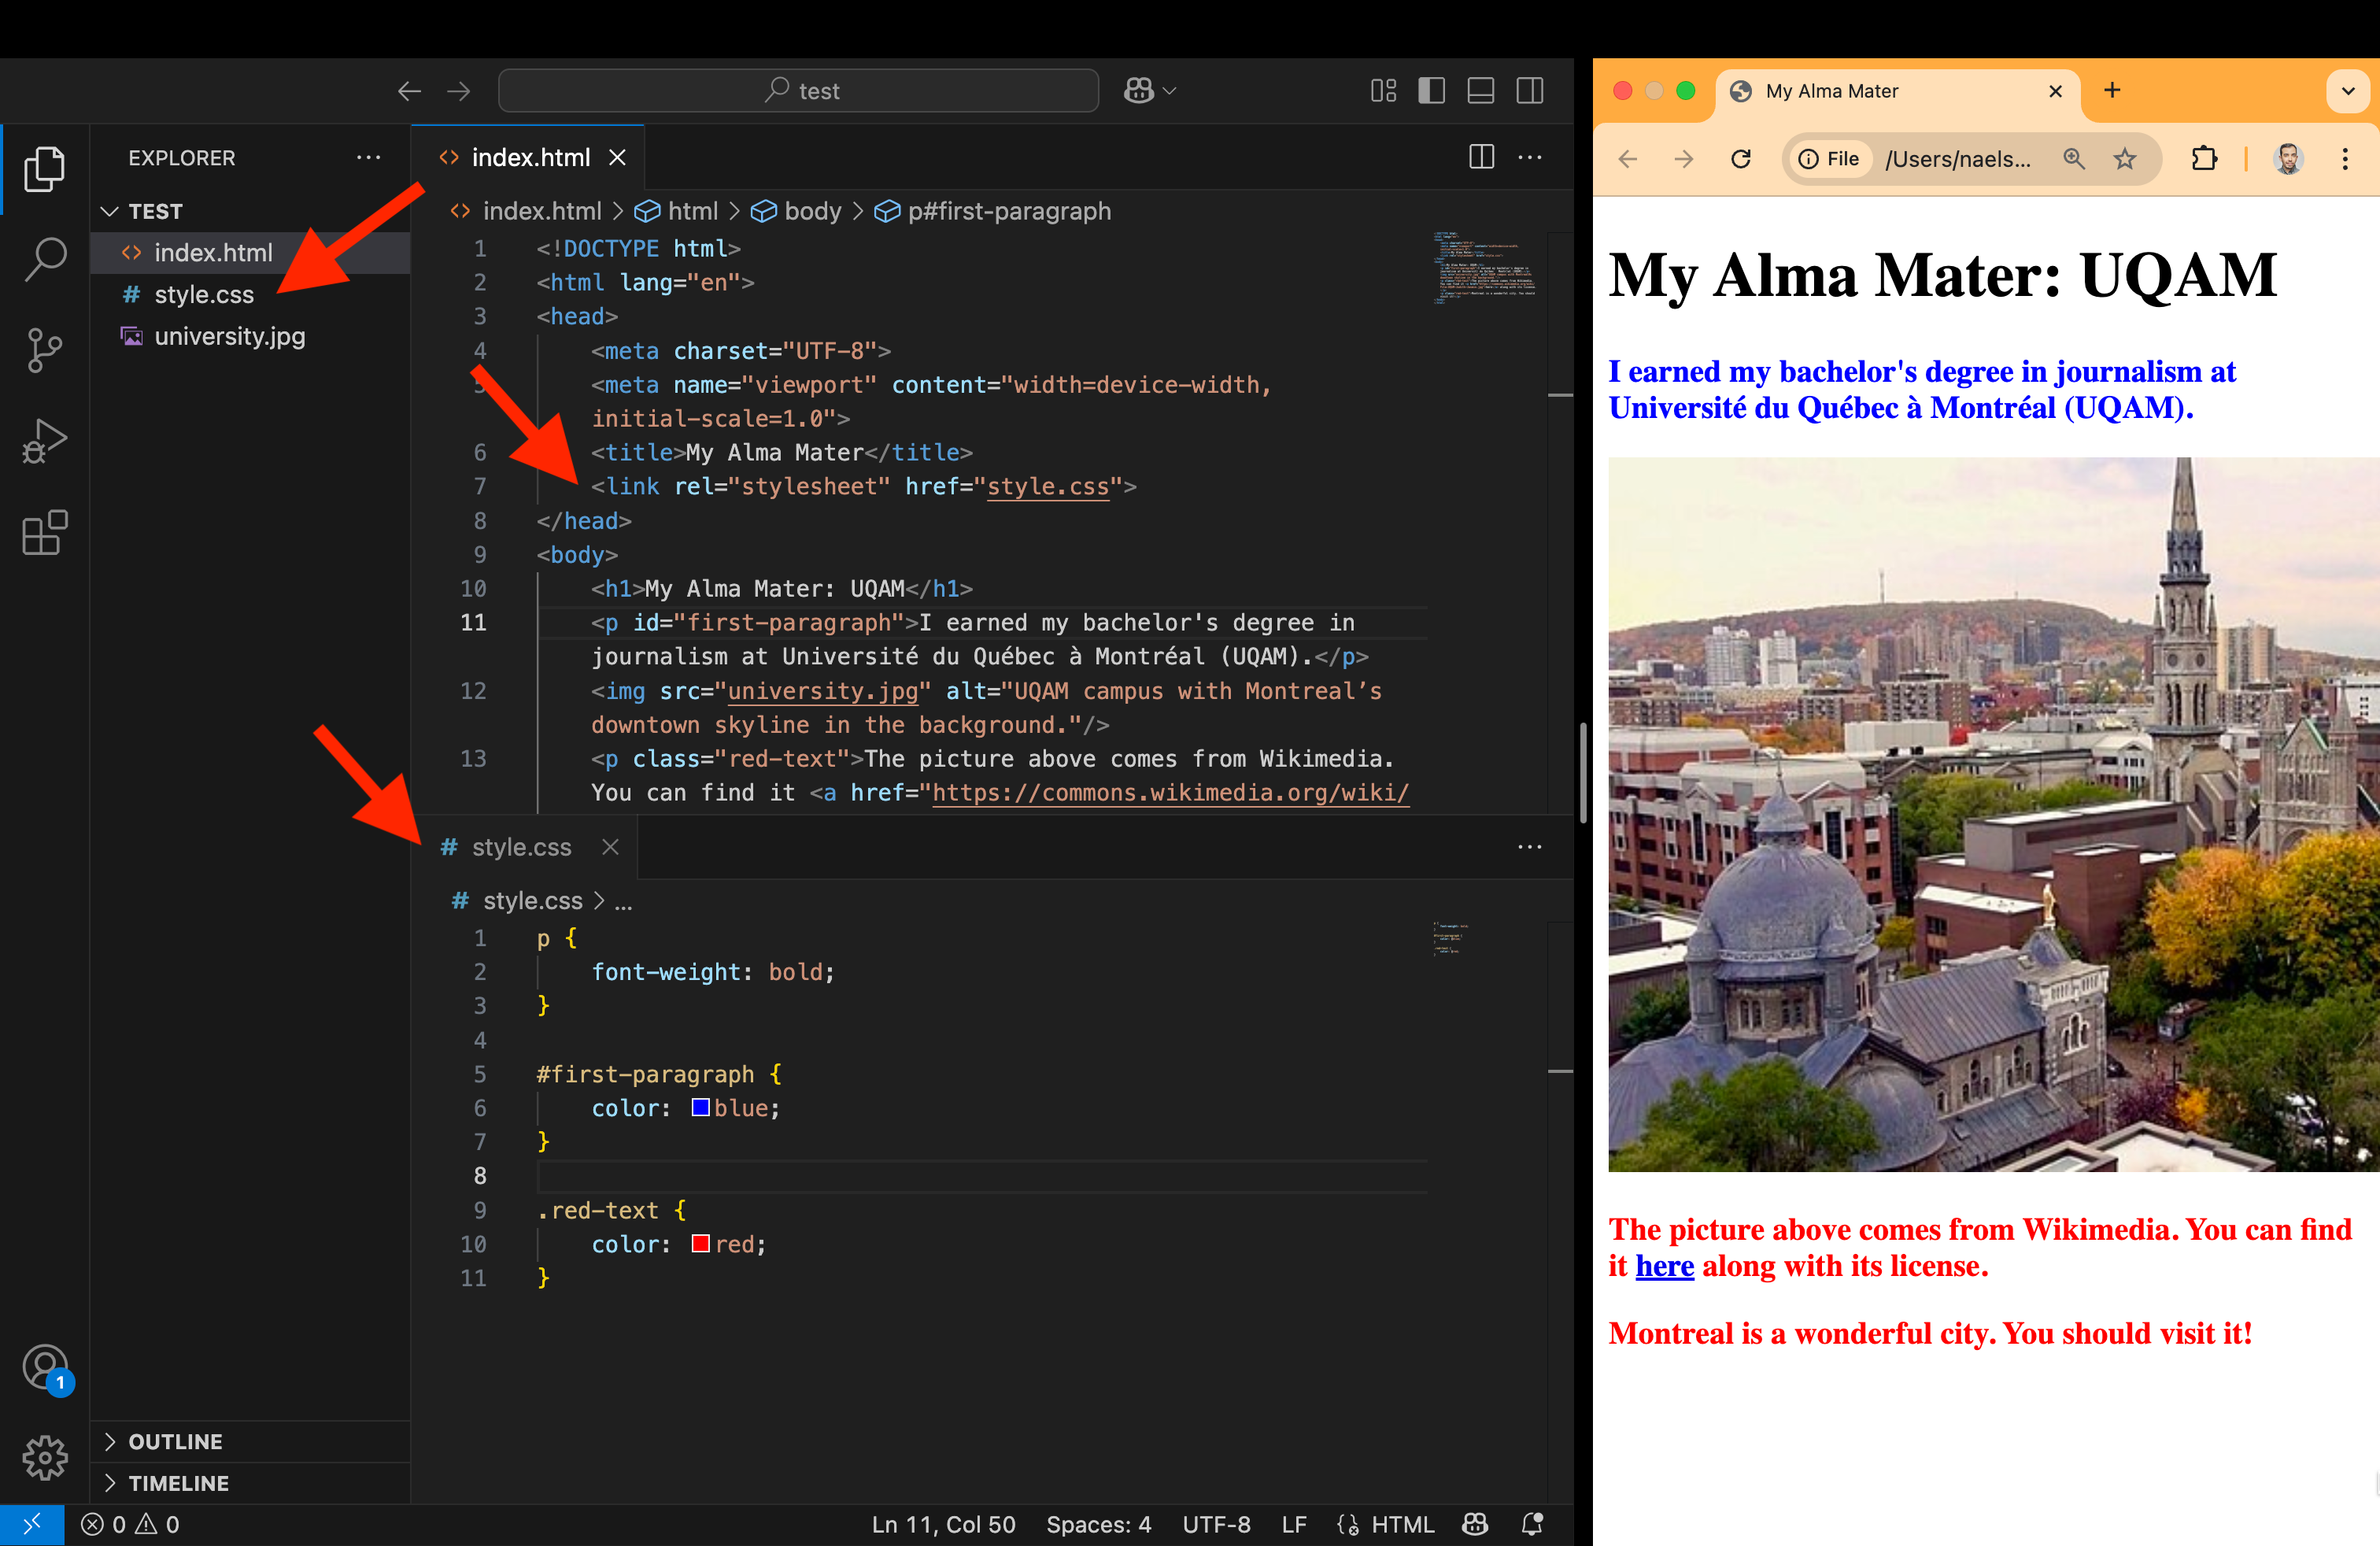 test
EXPLORER
TEST
index.html
style.css
university.jpg
OUTLINE
TIMELINE
1
index.html
index.html > html > body > p#first-paragraph
1 <!DOCTYPE html>
2 <html lang="en">
3 <head>
4 <meta charset="UTF-8">
5 <meta name="viewport" content="width=device-width,
initial-scale=1.0">
6 <title>My Alma Mater</title>
7 <link rel="stylesheet" href="style.css">
8 </head>
9 <body>
10 <h1>My Alma Mater: UQAM</h1>
11 <p id="first-paragraph">I earned my bachelor's degree in
journalism at Université du Québec à Montréal (UQAM).</p>
12 <img src="university.jpg" alt="UQAM campus with Montreal’s
downtown skyline in the background."/>
13 <p class="red-text">The picture above comes from Wikimedia.
You can find it <a href="https://commons.wikimedia.org/wiki/
# style.css
# style.css > ...
1 p {
2 font-weight: bold;
3 }
4
5 #first-paragraph {
6 color: blue;
7 }
8
9 .red-text {
10 color: red;
11 }
0 0
Ln 11, Col 50 Spaces: 4 UTF-8 LF HTML
My Alma Mater
File /Users/naels...
My Alma Mater: UQAM
I earned my bachelor's degree in journalism at
Université du Québec à Montréal (UQAM).
The picture above comes from Wikimedia. You can find
it here along with its license.
Montreal is a wonderful city. You should visit it!